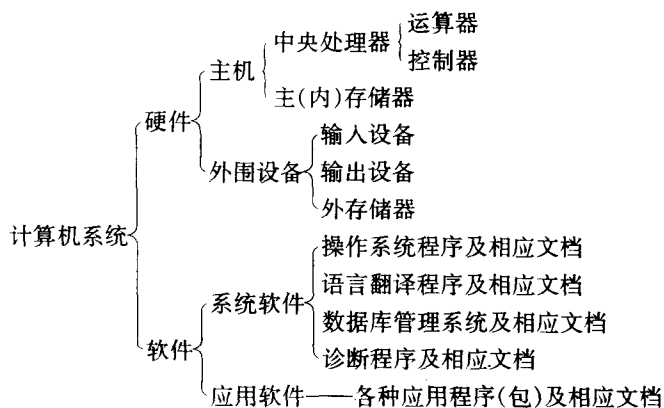 计算机系统
硬件
主机
中央处理器
运算器
控制器
主(内)存储器
外围设备
输入设备
输出设备
外存储器
软件
系统软件
操作系统程序及相应文档
语言翻译程序及相应文档
数据库管理系统及相应文档
诊断程序及相应文档
应用软件——各种应用程序(包)及相应文档